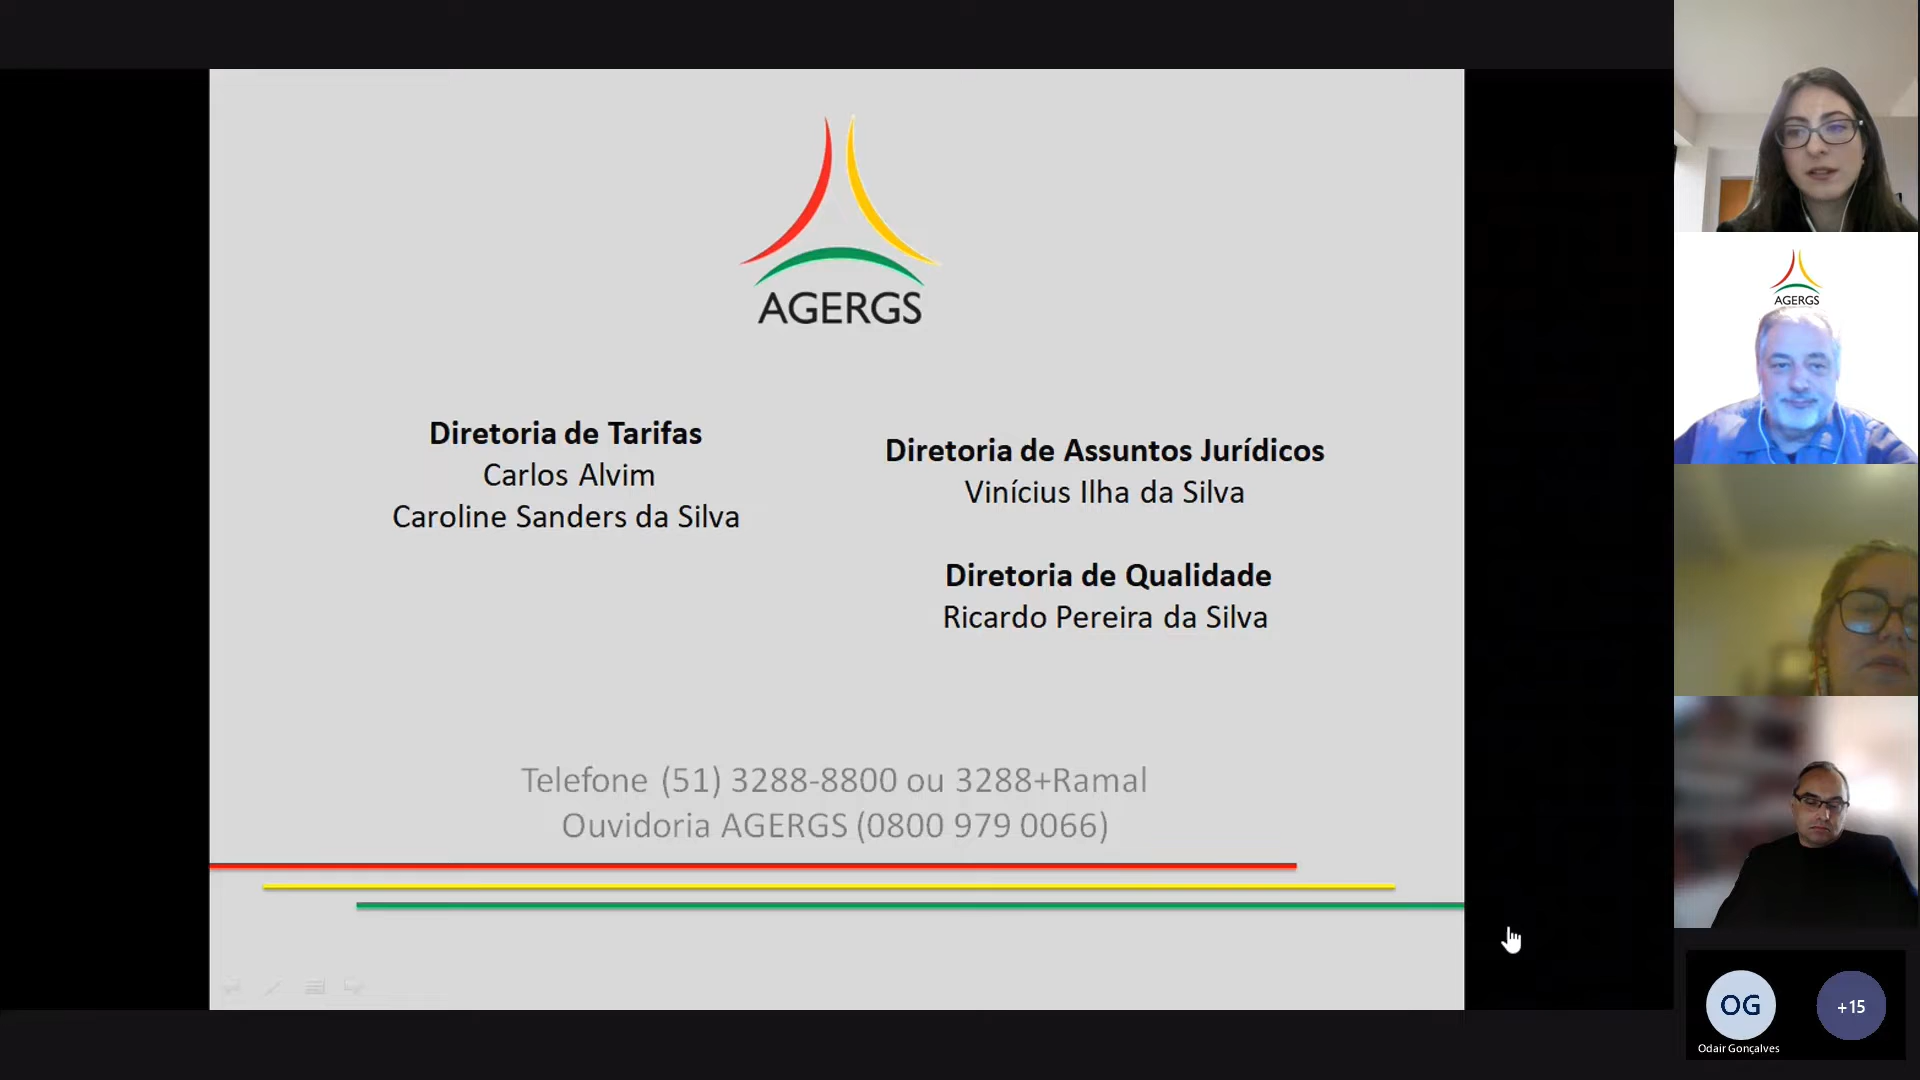 AGERGS
Diretoria de Tarifas
Carlos Alvim
Caroline Sanders da Silva
Diretoria de Assuntos Jurídicos
Vinícius Ilha da Silva
Diretoria de Qualidade
Ricardo Pereira da Silva
Telefone (51) 3288-8800 ou 3288+Ramal
Ouvidoria AGERGS (0800 979 0066)
AGERGS
OG
+15
Odair Gonçalves